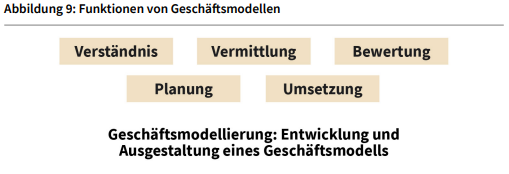 Abbildung 9: Funktionen von Geschäftsmodellen
Verständnis Vermittlung Bewertung
Planung Umsetzung
Geschäftsmodellierung: Entwicklung und
Ausgestaltung eines Geschäftsmodells